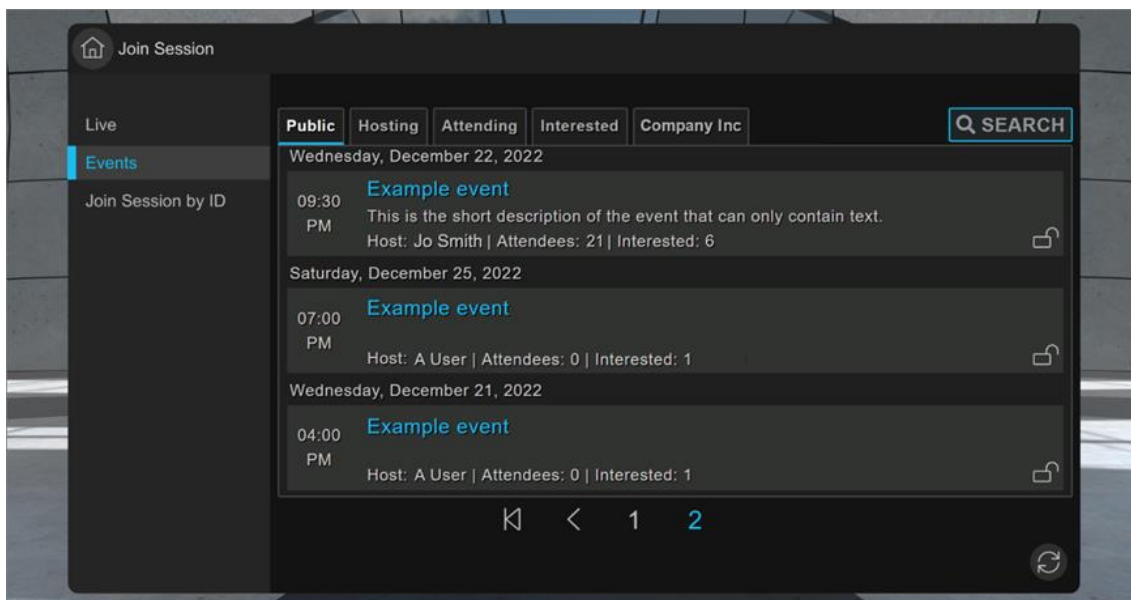 Join Session
Live
Events
Join Session by ID
Public Hosting Attending Interested Company Inc SEARCH
Wednesday, December 22, 2022
09:30 PM
Example event
This is the short description of the event that can only contain text.
Host: Jo Smith | Attendees: 21 | Interested: 6
Saturday, December 25, 2022
07:00 PM
Example event
Host: A User | Attendees: 0 | Interested: 1
Wednesday, December 21, 2022
04:00 PM
Example event
Host: A User | Attendees: 0 | Interested: 1
1 2